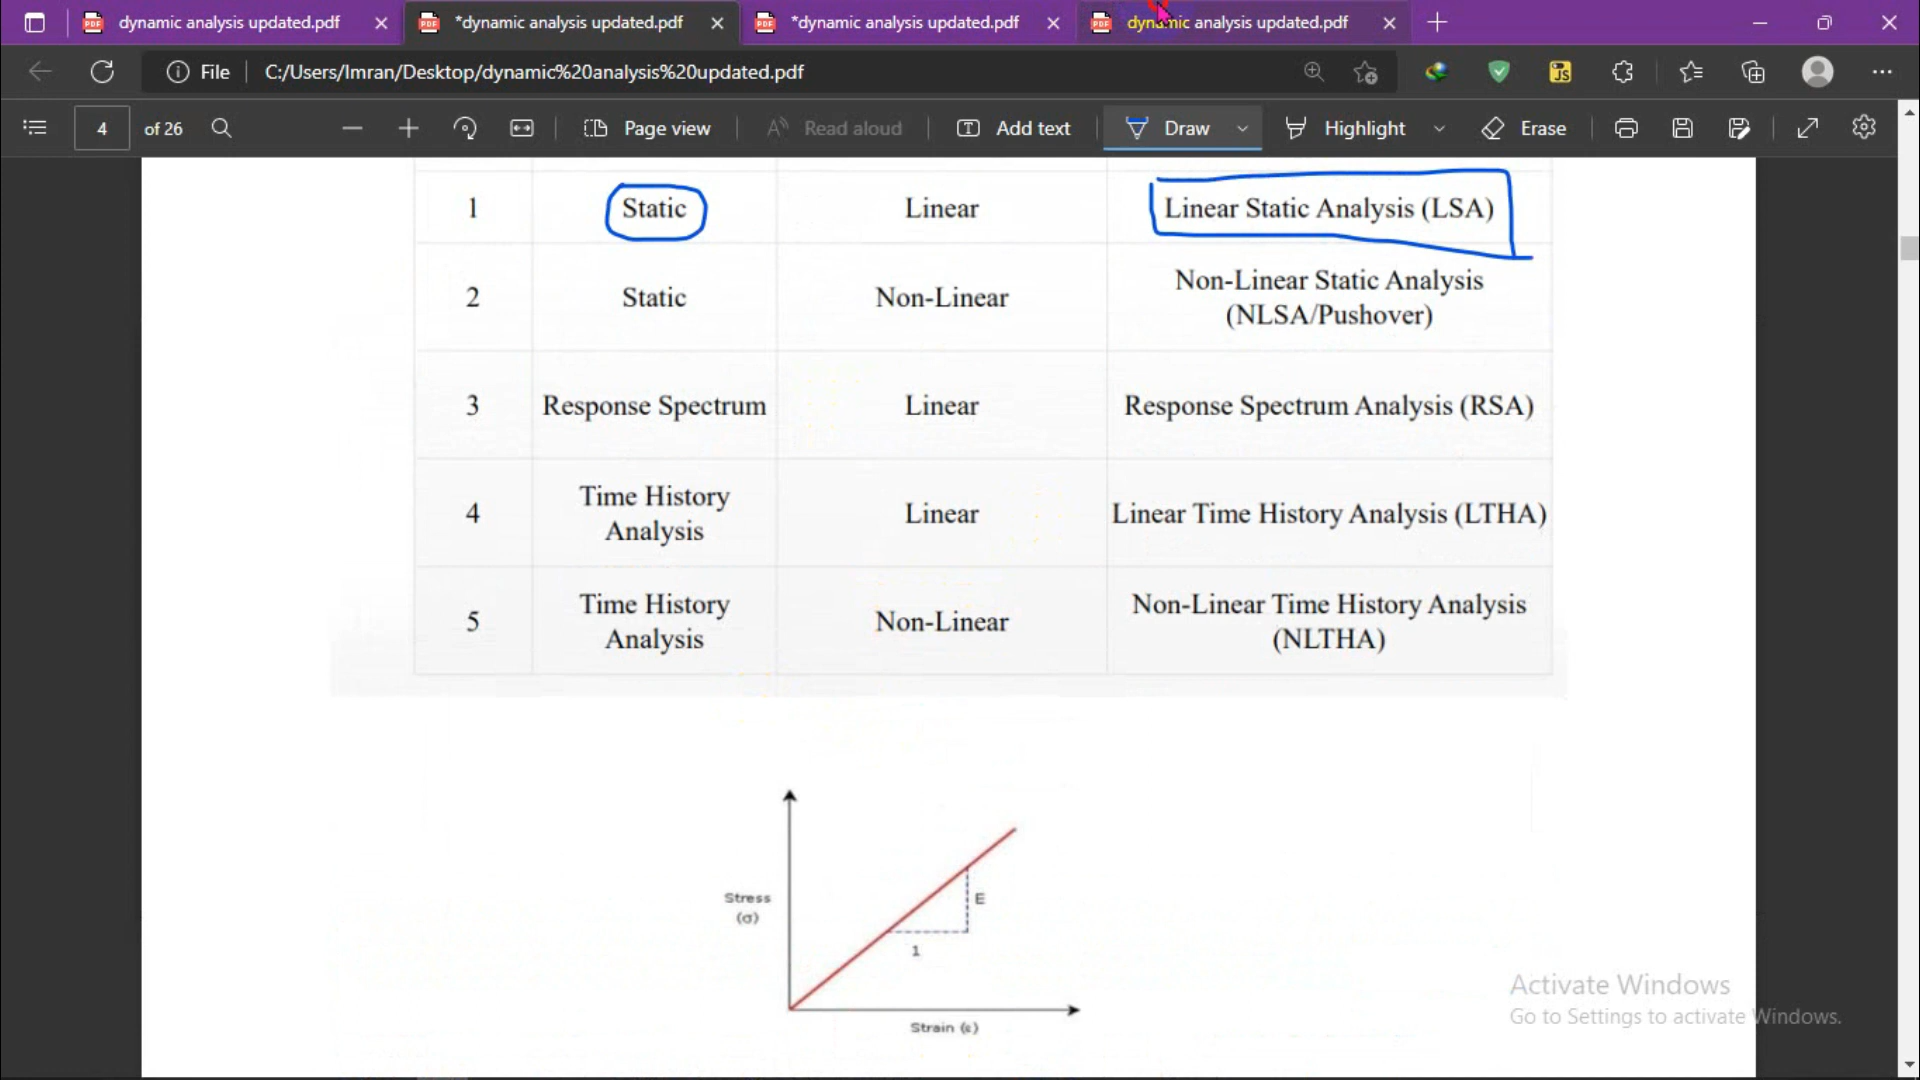 dynamic analysis updated.pdf
*dynamic analysis updated.pdf
*dynamic analysis updated.pdf
dynamic analysis updated.pdf
File
C:/Users/Imran/Desktop/dynamic%20analysis%20updated.pdf
JS
4 of 26
Page view
Read aloud
Add text
Draw
Highlight
Erase
1 Static Linear Linear Static Analysis (LSA)
2 Static Non-Linear Non-Linear Static Analysis
(NLSA/Pushover)
3 Response Spectrum Linear Response Spectrum Analysis (RSA)
4 Time History
Analysis Linear Linear Time History Analysis (LTHA)
5 Time History
Analysis Non-Linear Non-Linear Time History Analysis
(NLTHA)
Stress
(σ)
E
1
Strain (ε)
Activate Windows
Go to Settings to activate Windows.